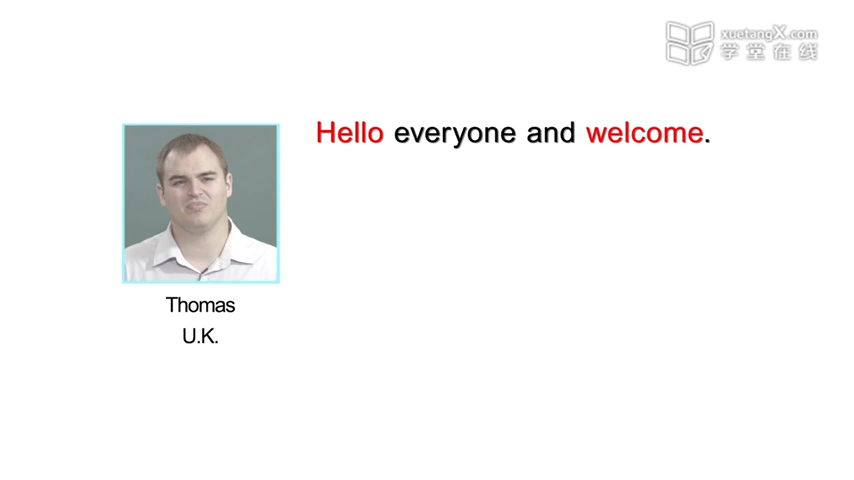 xuetangX.com
学堂在线
Hello everyone and welcome.
Thomas
U.K.